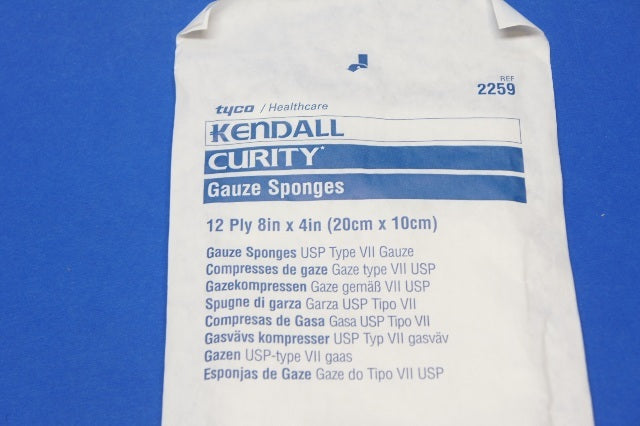 REF
2259
tyco / Healthcare
KENDALL
CURITY*
Gauze Sponges
12 Ply 8in x 4in (20cm x 10cm)
Gauze Sponges USP Type VII Gauze
Compresses de gaze Gaze type VII USP
Gazekompressen Gaze gemäß VII USP
Spugne di garza Garza USP Tipo VII
Compresas de Gasa Gasa USP Tipo VII
Gasvävs kompresser USP Typ VII gasväv
Gazen USP-type VII gaas
Esponjas de Gaze Gaze do Tipo VII USP